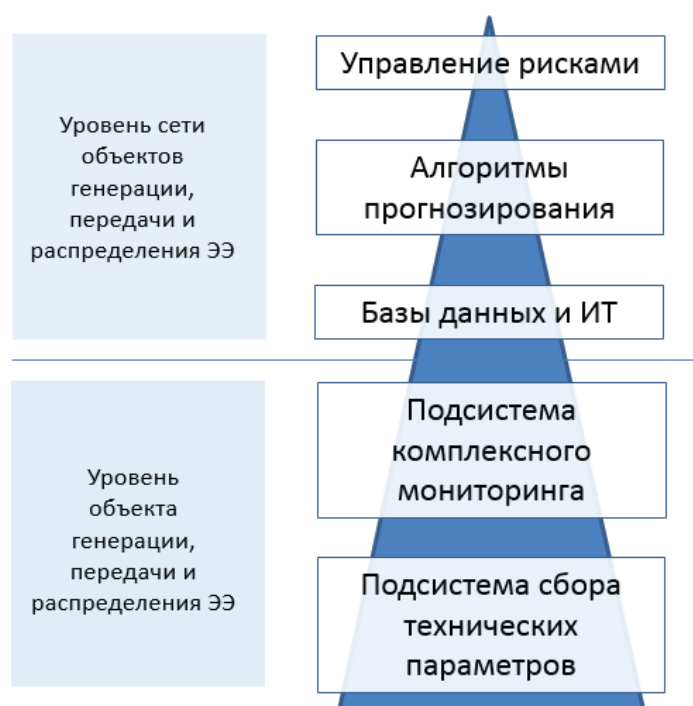 Управление рисками
Уровень сети
объектов
генерации,
передачи и
распределения ЭЭ
Алгоритмы
прогнозирования
Базы данных и ИТ
Уровень
объекта
генерации,
передачи и
распределения ЭЭ
Подсистема
комплексного
мониторинга
Подсистема сбора
технических
параметров